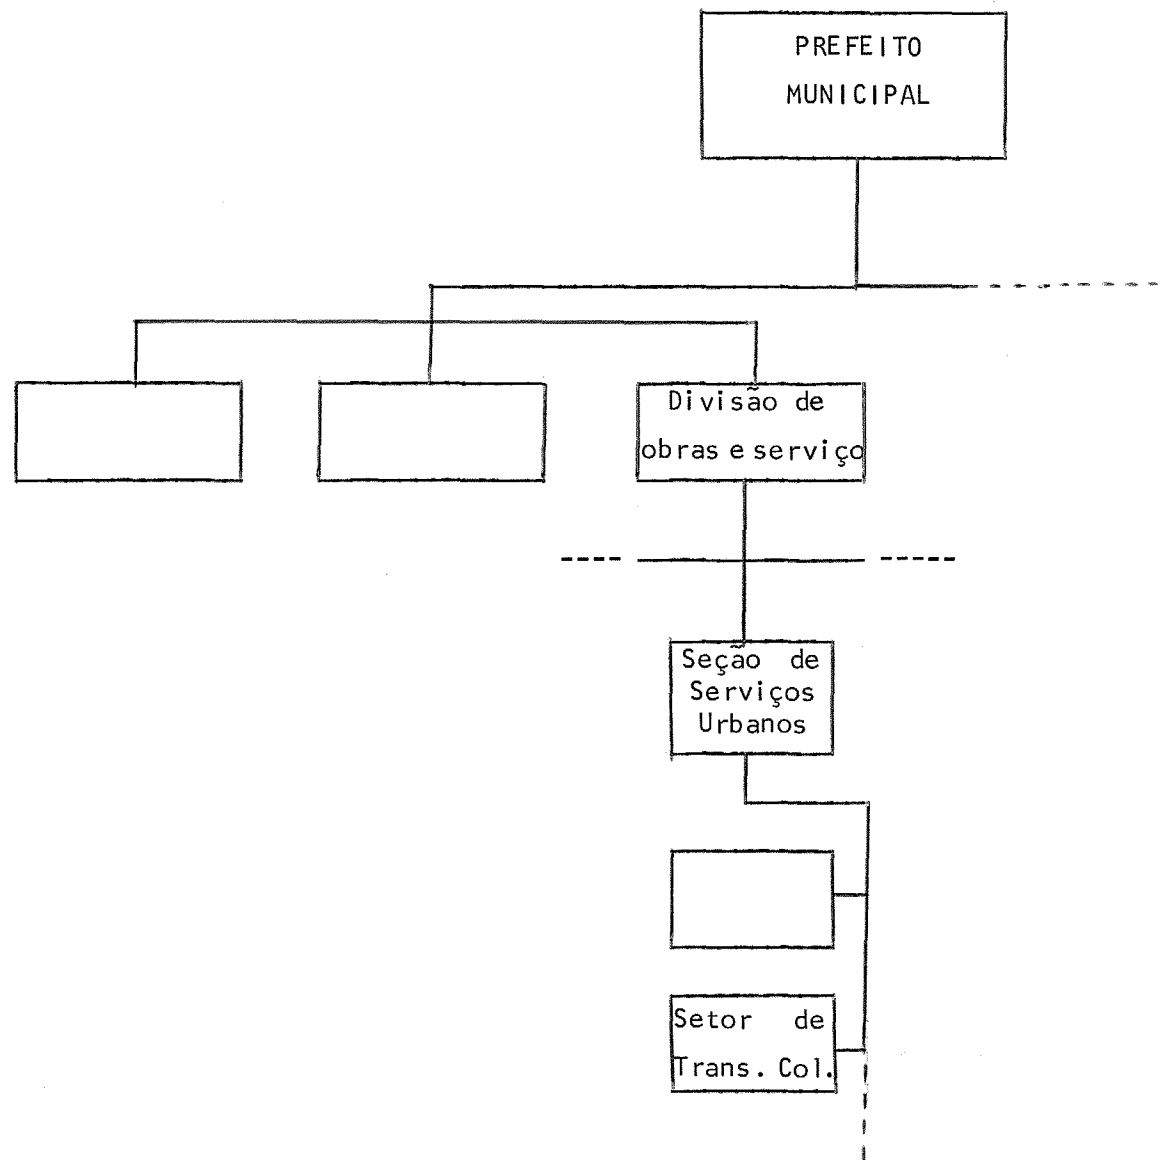 PREFEITO
MUNICIPAL
Divisão de
obras e serviço
Seção de
Serviços
Urbanos
Setor de
Trans. Col.